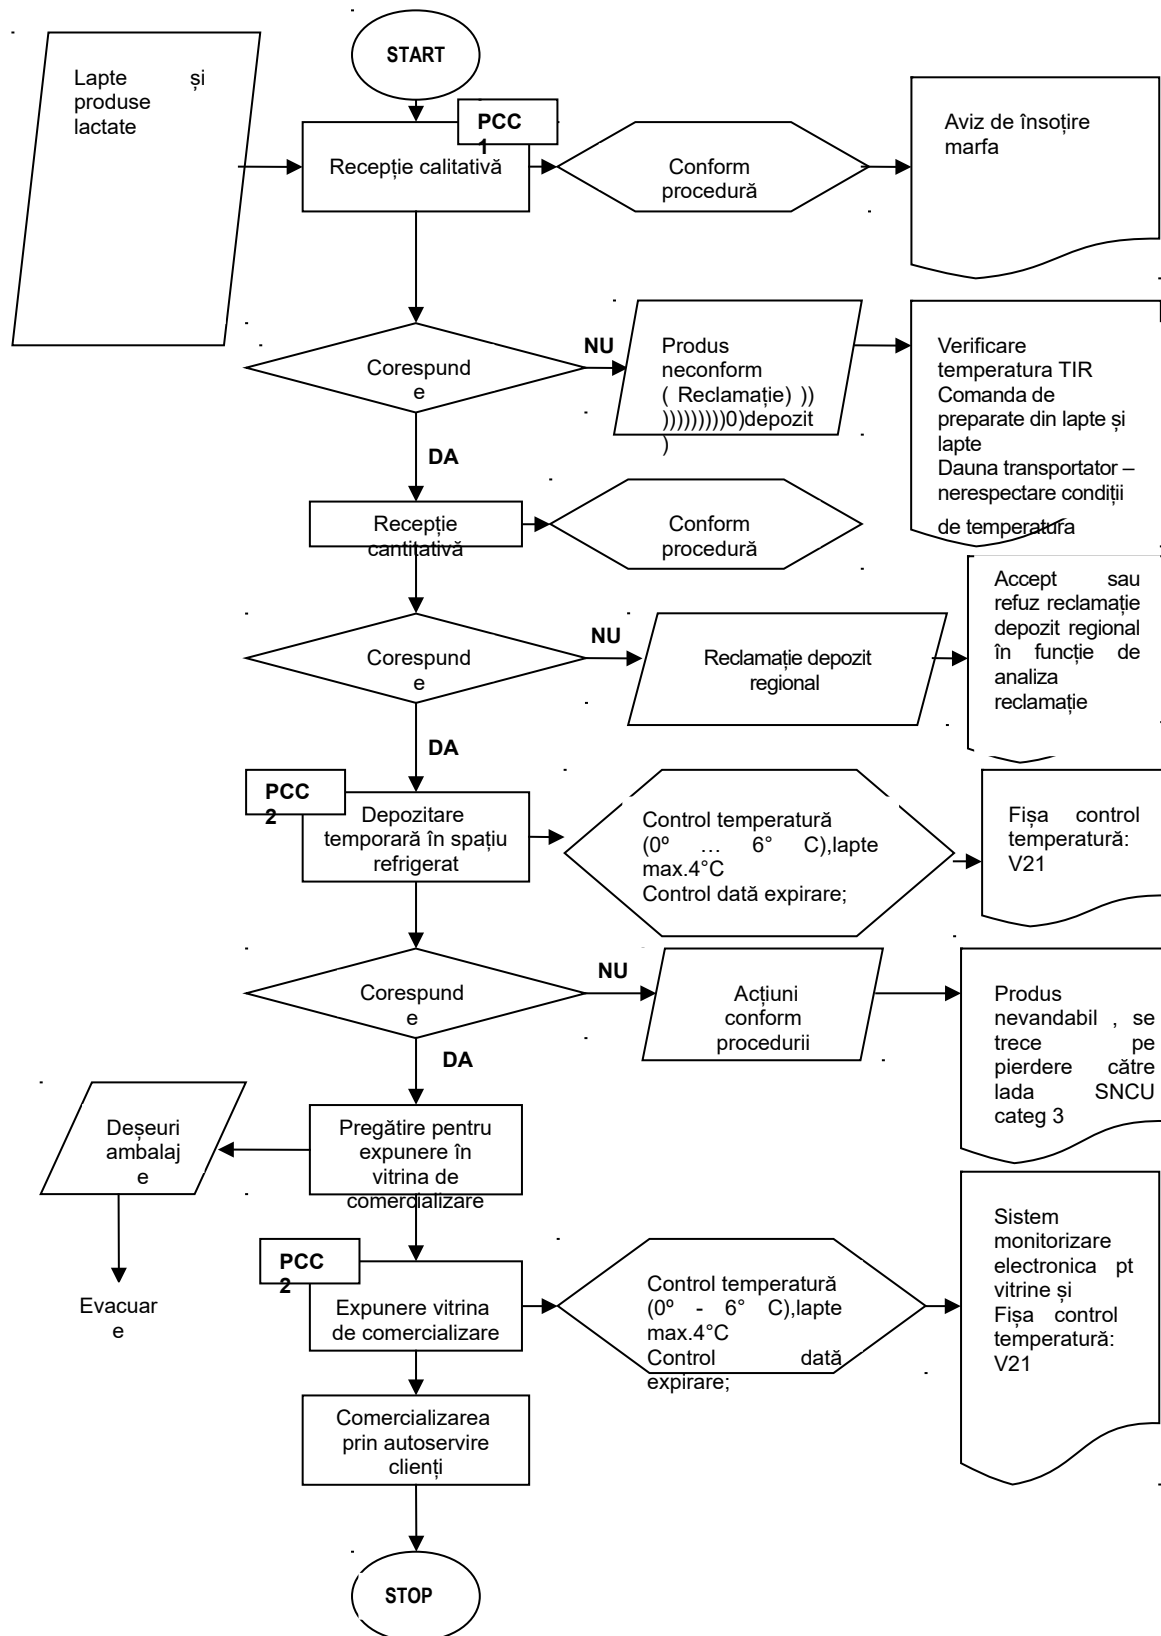 START
Lapte și
produse
lactate
PCC
1
Recepție calitativă
Conform
procedură
Aviz de însoțire
marfa
Corespund
e
NU
Produs
neconform
( Reclamație) ))
)))))))))0)depozit
)
Verificare
temperatura TIR
Comanda de
preparate din lapte și
lapte
Dauna transportator –
nerespectare condiții
de temperatura
DA
Recepție
cantitativă
Conform
procedură
Corespund
e
NU
Reclamație depozit
regional
Accept sau
refuz reclamație
depozit regional
în funcție de
analiza
reclamație
DA
PCC
2
Depozitare
temporară în spațiu
refrigerat
Control temperatură
(0º … 6° C),lapte
max.4°C
Control dată expirare;
Fișa control
temperatură:
V21
Corespund
e
NU
Acțiuni
conform
procedurii
Produs
nevandabil , se
trece pe
pierdere către
lada SNCU
categ 3
DA
Pregătire pentru
expunere în
vitrina de
comercializare
Deșeuri
ambalaj
e
Evacuar
e
PCC
2
Expunere vitrina
de comercializare
Control temperatură
(0º - 6° C),lapte
max.4°C
Control dată
expirare;
Sistem
monitorizare
electronica pt
vitrine și
Fișa control
temperatură:
V21
Comercializarea
prin autoservire
clienți
STOP